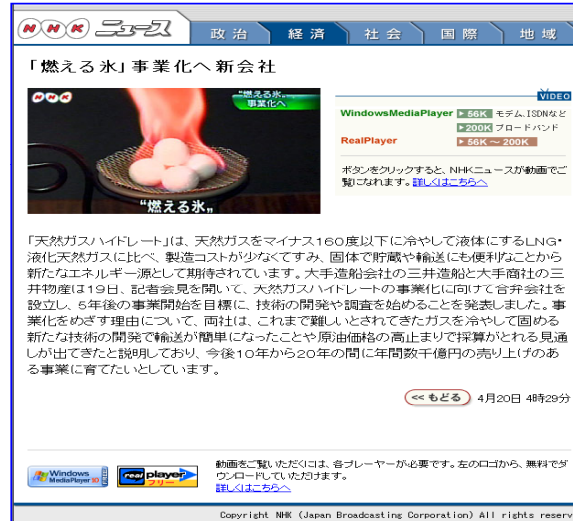 NHK ニュース 政治 経済 社会 国際 地域
「燃える氷」事業化へ新会社
NHK
“燃える氷„
事業化へ
“燃える氷„
VIDEO
WindowsMediaPlayer 56K モデム、ISDNなど
200K ブロードバンド
RealPlayer 56K ～ 200K
ボタンをクリックすると、NHKニュースが動画でご
覧になれます。詳しくはこちらへ
「天然ガスハイドレート」は、天然ガスをマイナス160度以下に冷やして液体にするLNG・
液化天然ガスに比べ、製造コストが少なくてすみ、固体で貯蔵や輸送にも便利なことから
新たなエネルギー源として期待されています。大手造船会社の三井造船と大手商社の三
井物産は19日、記者会見を開いて、天然ガスハイドレートの事業化に向けて合弁会社を
設立し、5年後の事業開始を目標に、技術の開発や調査を始めることを発表しました。事
業化をめざす理由について、両社は、これまで難しいとされてきたガスを冷やして固める
新たな技術の開発で輸送が簡単になったことや原油価格の高止まりで採算がとれる見通
しが出てきたと説明しており、今後10年から20年の間に年間数千億円の売り上げのあ
る事業に育てたいとしています。
<< もどる 4月20日 4時29分
Windows
MediaPlayer 10
real player
フリー
動画をご覧いただくには、各プレーヤーが必要です。左のロゴから、無料でダ
ウンロードしていただけます。
詳しくはこちらへ
Copyright NHK (Japan Broadcasting Corporation) All rights reserv